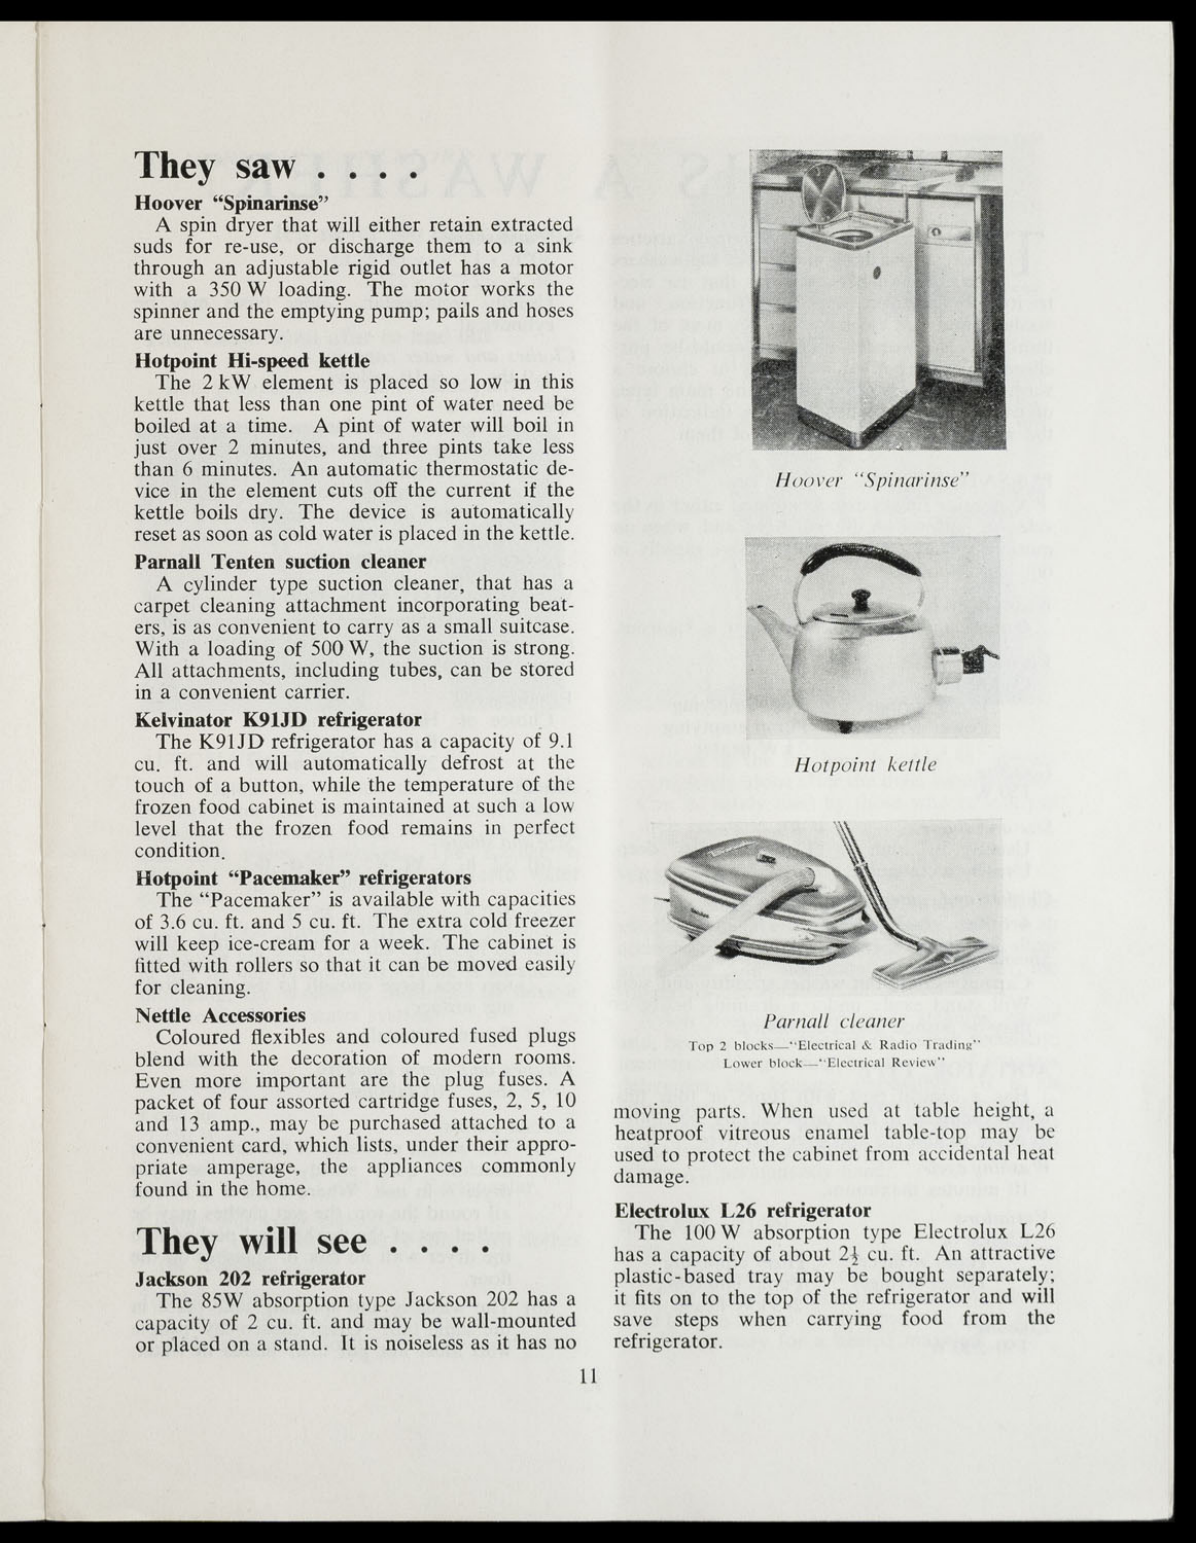 They saw . . . .
Hoover “Spinarinse”
A spin dryer that will either retain extracted
suds for re-use, or discharge them to a sink
through an adjustable rigid outlet has a motor
with a 350 W loading. The motor works the
spinner and the emptying pump; pails and hoses
are unnecessary.
Hotpoint Hi-speed kettle
The 2 kW element is placed so low in this
kettle that less than one pint of water need be
boiled at a time. A pint of water will boil in
just over 2 minutes, and three pints take less
than 6 minutes. An automatic thermostatic de-
vice in the element cuts off the current if the
kettle boils dry. The device is automatically
reset as soon as cold water is placed in the kettle.
Parnall Tenten suction cleaner
A cylinder type suction cleaner, that has a
carpet cleaning attachment incorporating beat-
ers, is as convenient to carry as a small suitcase.
With a loading of 500 W, the suction is strong.
All attachments, including tubes, can be stored
in a convenient carrier.
Kelvinator K91JD refrigerator
The K91JD refrigerator has a capacity of 9.1
cu. ft. and will automatically defrost at the
touch of a button, while the temperature of the
frozen food cabinet is maintained at such a low
level that the frozen food remains in perfect
condition.
Hotpoint “Pacemaker” refrigerators
The “Pacemaker” is available with capacities
of 3.6 cu. ft. and 5 cu. ft. The extra cold freezer
will keep ice-cream for a week. The cabinet is
fitted with rollers so that it can be moved easily
for cleaning.
Nettle Accessories
Coloured flexibles and coloured fused plugs
blend with the decoration of modern rooms.
Even more important are the plug fuses. A
packet of four assorted cartridge fuses, 2, 5, 10
and 13 amp., may be purchased attached to a
convenient card, which lists, under their appro-
priate amperage, the appliances commonly
found in the home.
They will see . . . .
Jackson 202 refrigerator
The 85W absorption type Jackson 202 has a
capacity of 2 cu. ft. and may be wall-mounted
or placed on a stand. It is noiseless as it has no
Hoover “Spinarinse”
Hotpoint kettle
Parnall cleaner
Top 2 blocks—“Electrical & Radio Trading”
Lower block—“Electrical Review”
moving parts. When used at table height, a
heatproof vitreous enamel table-top may be
used to protect the cabinet from accidental heat
damage.
Electrolux L26 refrigerator
The 100 W absorption type Electrolux L26
has a capacity of about 2½ cu. ft. An attractive
plastic-based tray may be bought separately;
it fits on to the top of the refrigerator and will
save steps when carrying food from the
refrigerator.
11